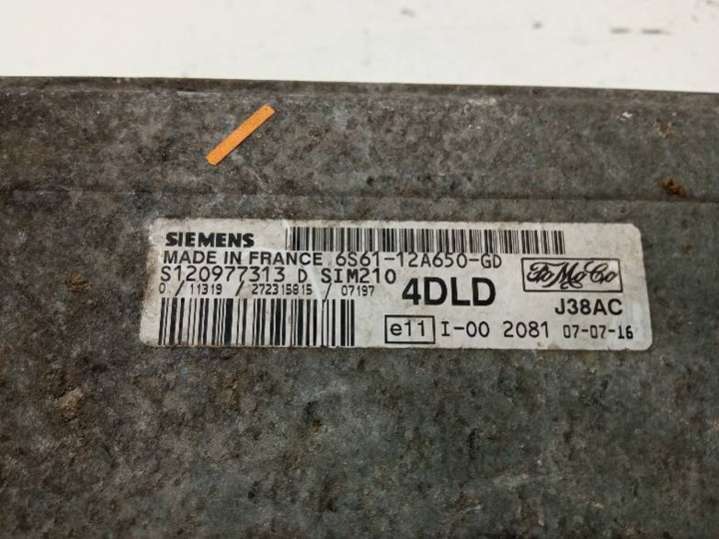 SIEMENS
MADE IN FRANCE 6S61-12A650-GD
S120977313 D SIM210
0 / 11319 / 272315815 / 07197
4DLD
FoMoCo
J38AC
e11 I-00 2081 07-07-16